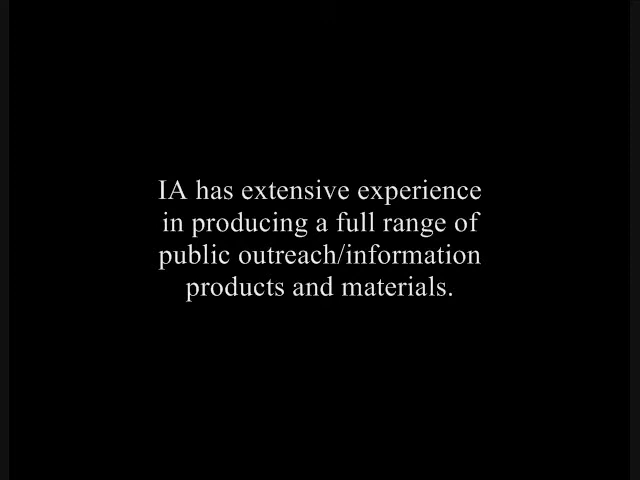 IA has extensive experience
in producing a full range of
public outreach/information
products and materials.